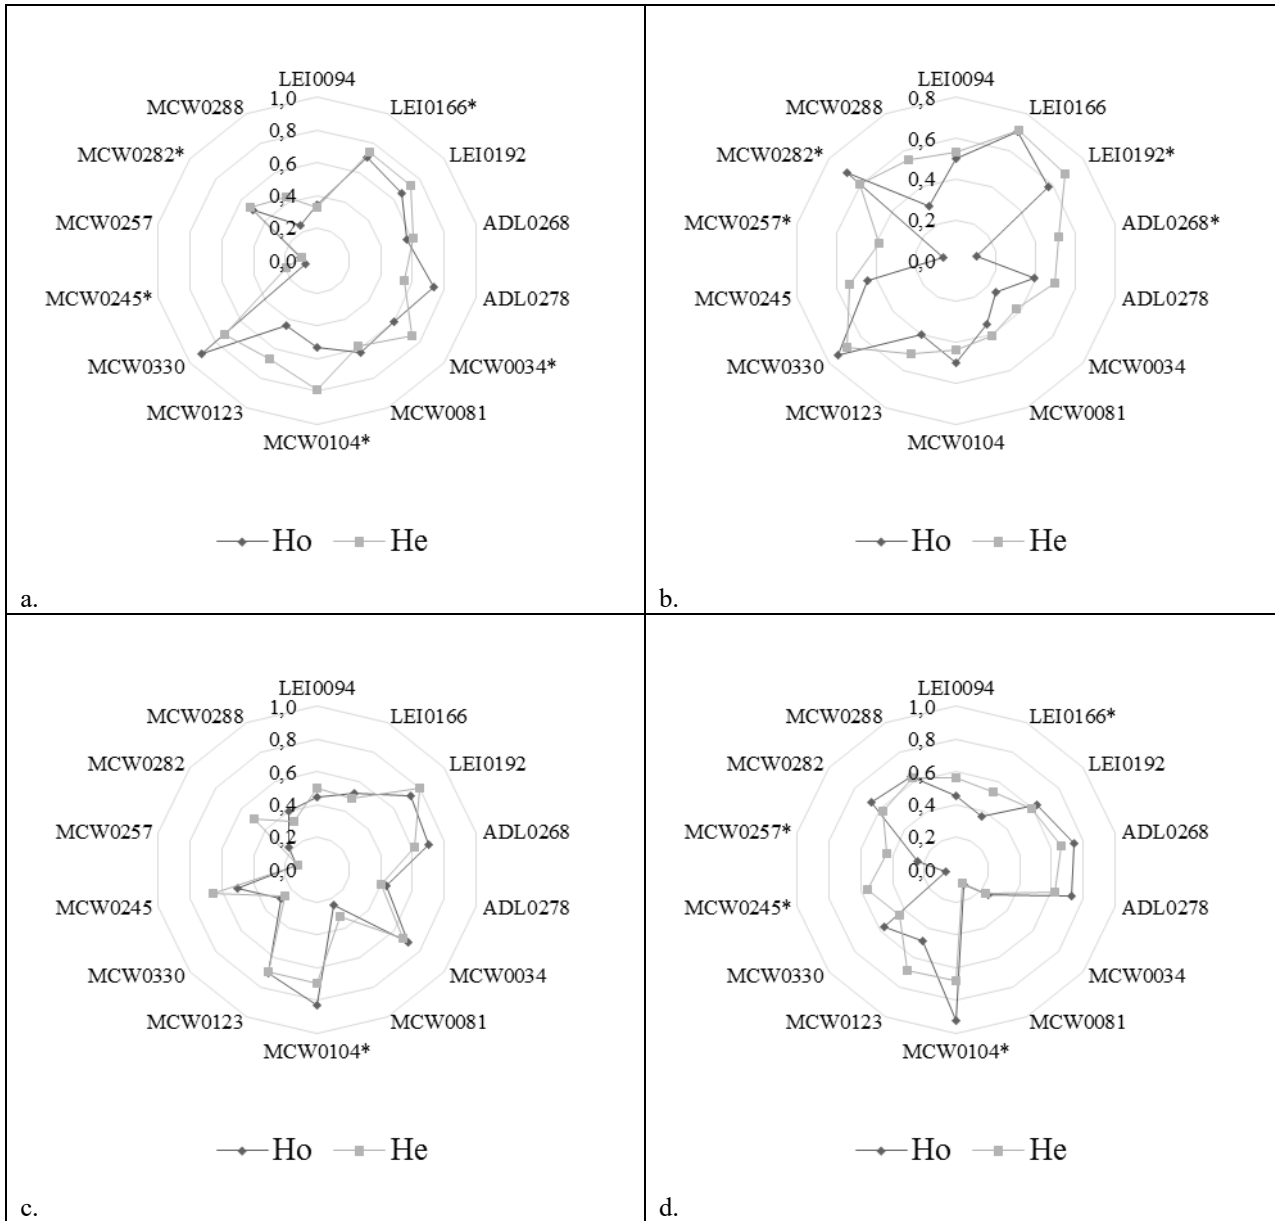 LEI0094
1,0
MCW0288
LEI0166*
0,8
MCW0282*
LEI0192
0,6
0,4
MCW0257
ADL0268
0,2
0,0
MCW0245*
ADL0278
MCW0330
MCW0034*
MCW0123
MCW0081
MCW0104*
Ho He
a.
LEI0094
0,8
MCW0288
LEI0166
0,6
MCW0282*
LEI0192*
0,4
MCW0257*
ADL0268*
0,2
0,0
MCW0245
ADL0278
MCW0330
MCW0034
MCW0123
MCW0081
MCW0104
Ho He
b.
LEI0094
1,0
MCW0288
LEI0166
0,8
MCW0282
LEI0192
0,6
0,4
MCW0257
ADL0268
0,2
0,0
MCW0245
ADL0278
MCW0330
MCW0034
MCW0123
MCW0081
MCW0104*
Ho He
c.
LEI0094
1,0
MCW0288
LEI0166*
0,8
MCW0282
LEI0192
0,6
0,4
MCW0257*
ADL0268
0,2
0,0
MCW0245*
ADL0278
MCW0330
MCW0034
MCW0123
MCW0081
MCW0104*
Ho He
d.